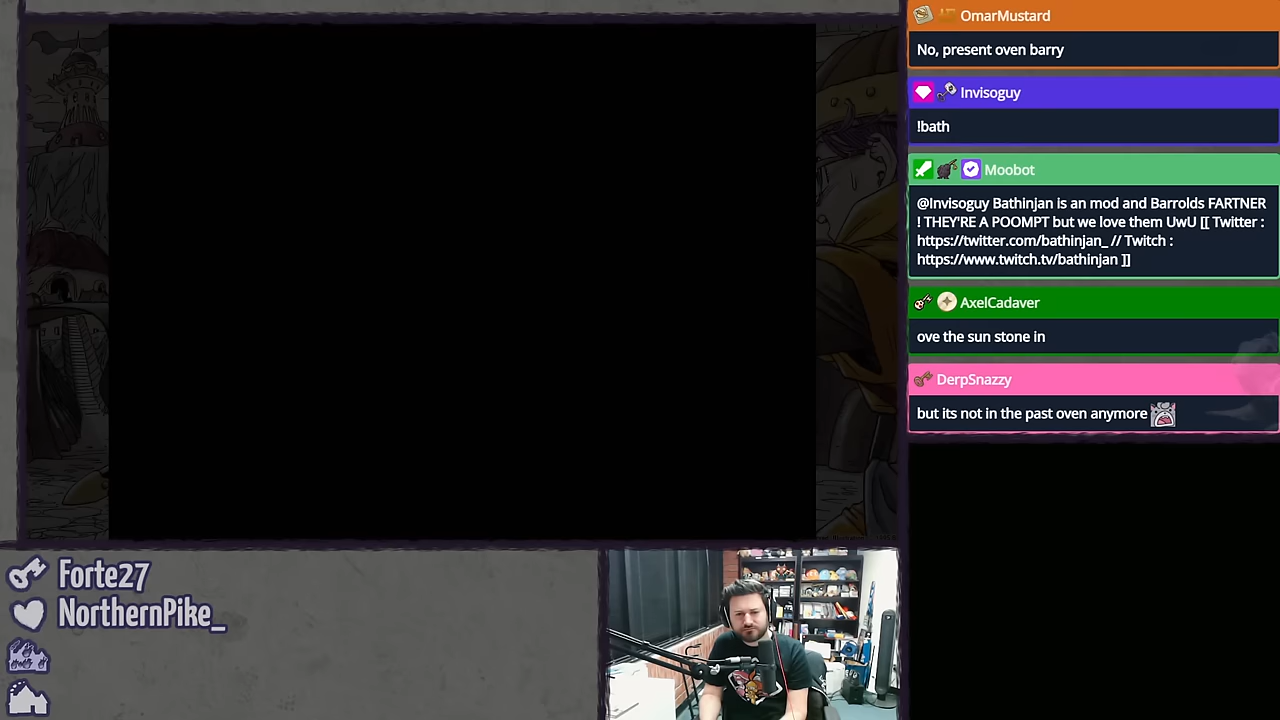 OmarMustard
No, present oven barry
Invisoguy
!bath
Moobot
@Invisoguy Bathinjan is an mod and Barrolds FARTNER
! THEY'RE A POOMPT but we love them UwU [[ Twitter :
https://twitter.com/bathinjan_ // Twitch :
https://www.twitch.tv/bathinjan ]]
AxelCadaver
ove the sun stone in
DerpSnazzy
but its not in the past oven anymore
Forte27
NorthernPike_